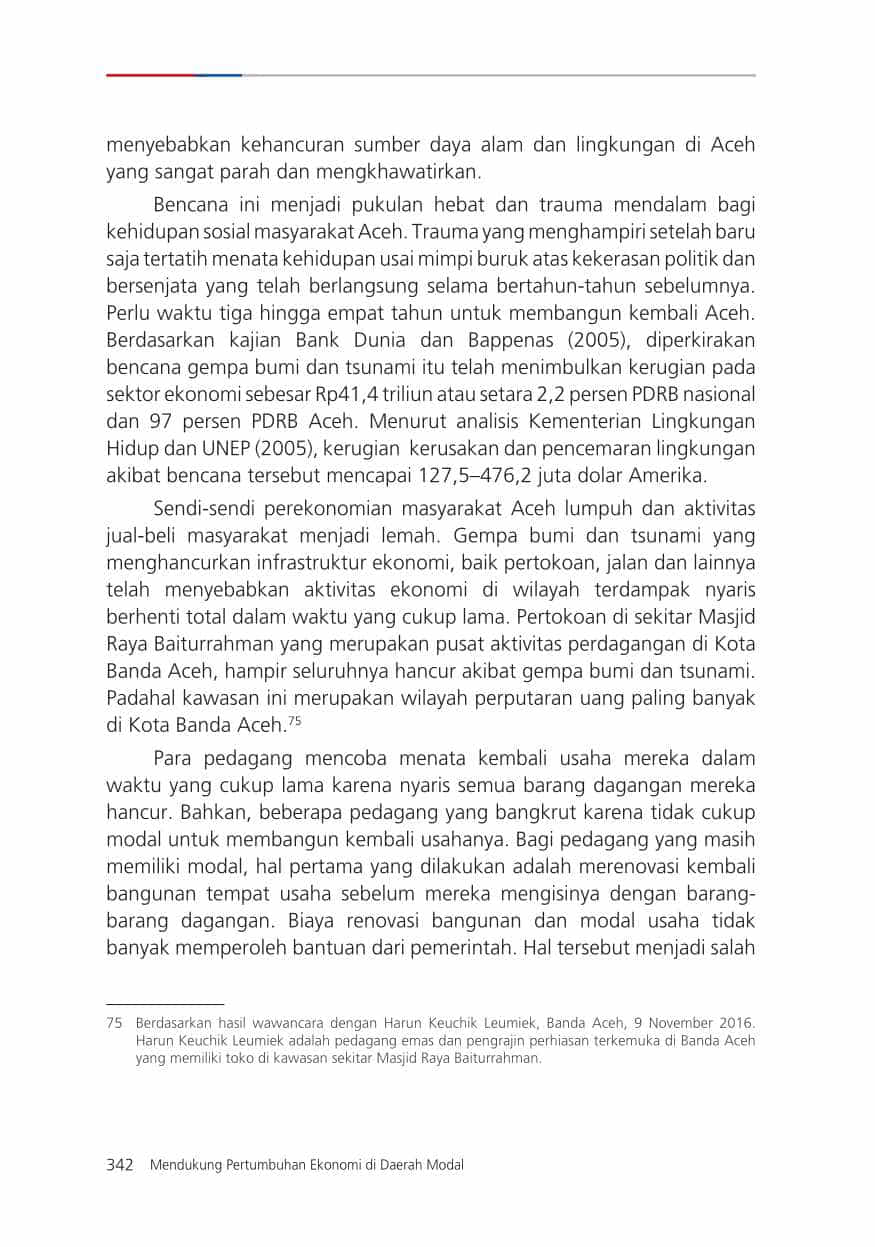 menyebabkan kehancuran sumber daya alam dan lingkungan di Aceh
yang sangat parah dan mengkhawatirkan.
Bencana ini menjadi pukulan hebat dan trauma mendalam bagi
kehidupan sosial masyarakat Aceh. Trauma yang menghampiri setelah baru
saja tertatih menata kehidupan usai mimpi buruk atas kekerasan politik dan
bersenjata yang telah berlangsung selama bertahun-tahun sebelumnya.
Perlu waktu tiga hingga empat tahun untuk membangun kembali Aceh.
Berdasarkan kajian Bank Dunia dan Bappenas (2005), diperkirakan
bencana gempa bumi dan tsunami itu telah menimbulkan kerugian pada
sektor ekonomi sebesar Rp41,4 triliun atau setara 2,2 persen PDRB nasional
dan 97 persen PDRB Aceh. Menurut analisis Kementerian Lingkungan
Hidup dan UNEP (2005), kerugian kerusakan dan pencemaran lingkungan
akibat bencana tersebut mencapai 127,5–476,2 juta dolar Amerika.
Sendi-sendi perekonomian masyarakat Aceh lumpuh dan aktivitas
jual-beli masyarakat menjadi lemah. Gempa bumi dan tsunami yang
menghancurkan infrastruktur ekonomi, baik pertokoan, jalan dan lainnya
telah menyebabkan aktivitas ekonomi di wilayah terdampak nyaris
berhenti total dalam waktu yang cukup lama. Pertokoan di sekitar Masjid
Raya Baiturrahman yang merupakan pusat aktivitas perdagangan di Kota
Banda Aceh, hampir seluruhnya hancur akibat gempa bumi dan tsunami.
Padahal kawasan ini merupakan wilayah perputaran uang paling banyak
di Kota Banda Aceh.75
Para pedagang mencoba menata kembali usaha mereka dalam
waktu yang cukup lama karena nyaris semua barang dagangan mereka
hancur. Bahkan, beberapa pedagang yang bangkrut karena tidak cukup
modal untuk membangun kembali usahanya. Bagi pedagang yang masih
memiliki modal, hal pertama yang dilakukan adalah merenovasi kembali
bangunan tempat usaha sebelum mereka mengisinya dengan barang-
barang dagangan. Biaya renovasi bangunan dan modal usaha tidak
banyak memperoleh bantuan dari pemerintah. Hal tersebut menjadi salah
75 Berdasarkan hasil wawancara dengan Harun Keuchik Leumiek, Banda Aceh, 9 November 2016.
Harun Keuchik Leumiek adalah pedagang emas dan pengrajin perhiasan terkemuka di Banda Aceh
yang memiliki toko di kawasan sekitar Masjid Raya Baiturrahman.
342 Mendukung Pertumbuhan Ekonomi di Daerah Modal